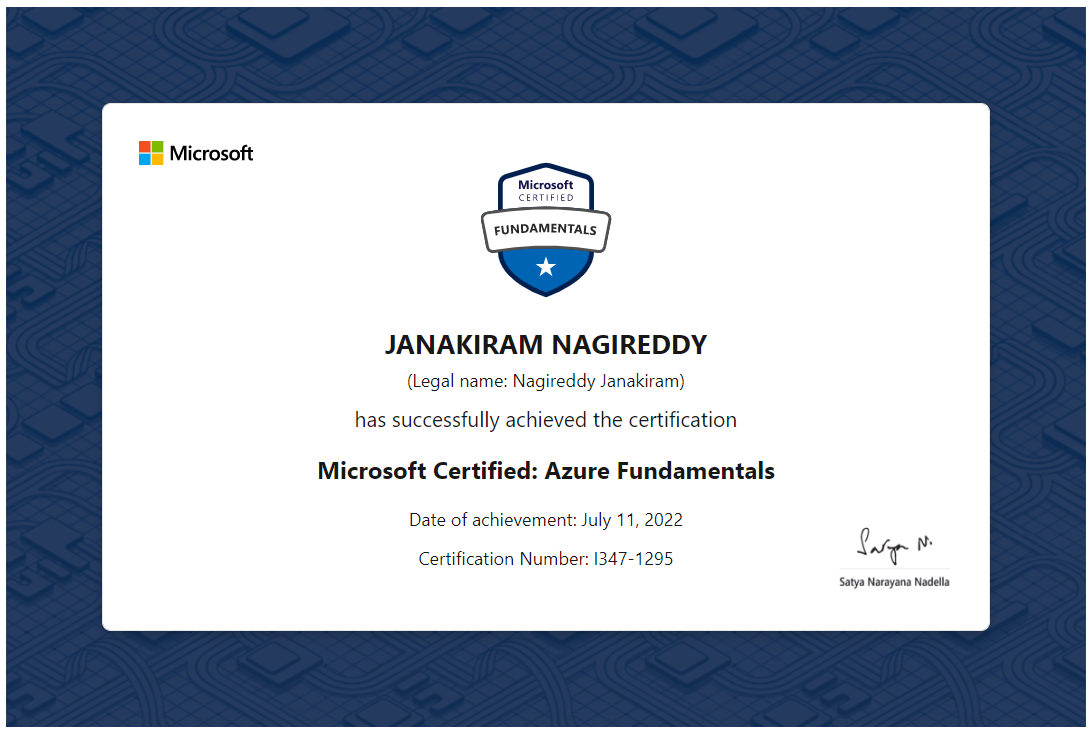 Microsoft
Microsoft
CERTIFIED
FUNDAMENTALS
JANAKIRAM NAGIREDDY
(Legal name: Nagireddy Janakiram)
has successfully achieved the certification
Microsoft Certified: Azure Fundamentals
Date of achievement: July 11, 2022
Certification Number: I347-1295
Satya N.
Satya Narayana Nadella